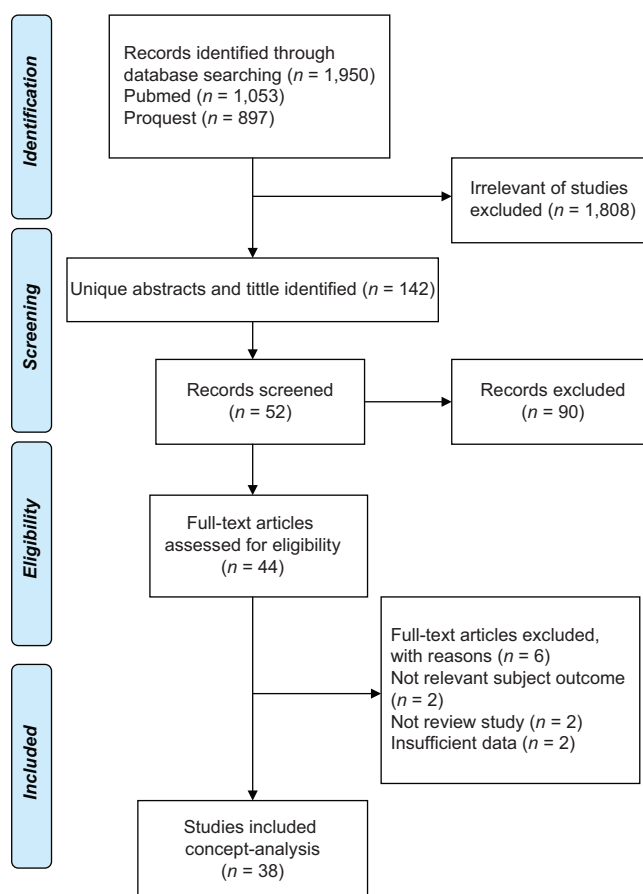 Identification
Records identified through
database searching (n = 1,950)
Pubmed (n = 1,053)
Proquest (n = 897)
Irrelevant of studies
excluded (n = 1,808)
Screening
Unique abstracts and tittle identified (n = 142)
Records screened
(n = 52)
Records excluded
(n = 90)
Eligibility
Full-text articles
assessed for eligibility
(n = 44)
Full-text articles excluded,
with reasons (n = 6)
Not relevant subject outcome
(n = 2)
Not review study (n = 2)
Insufficient data (n = 2)
Included
Studies included
concept-analysis
(n = 38)